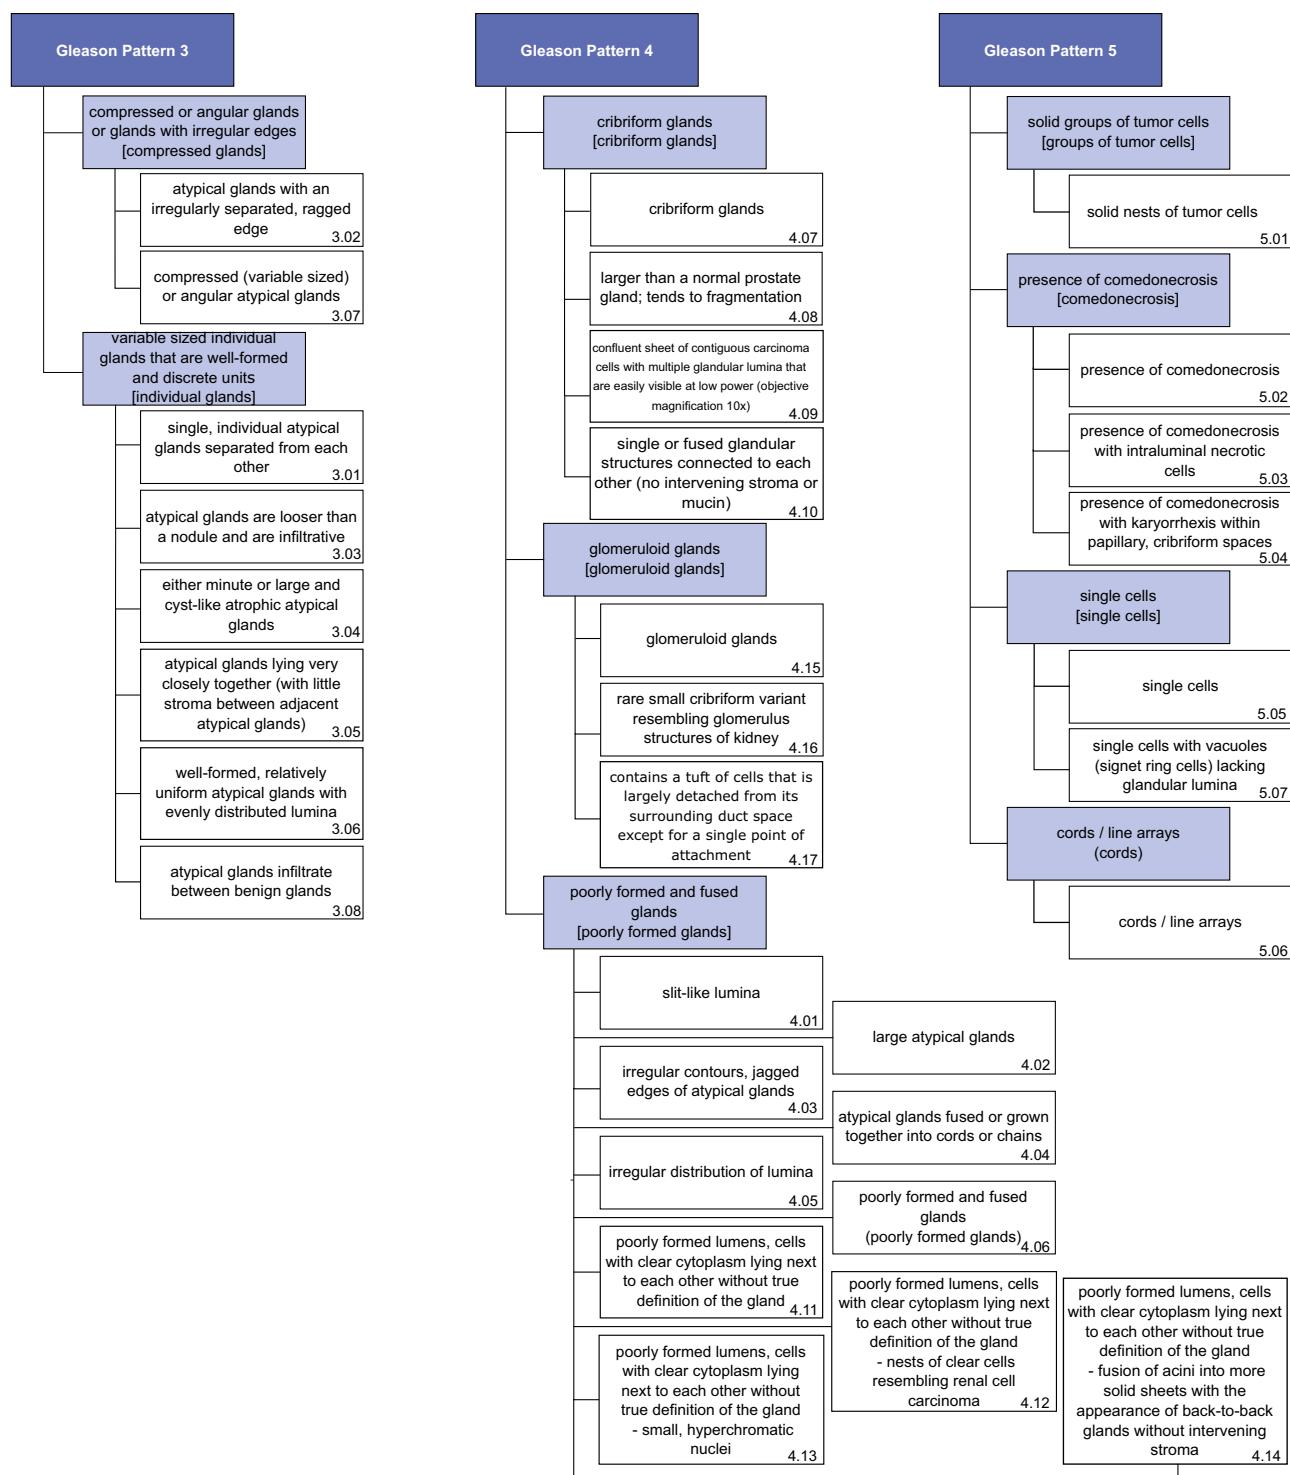 Gleason Pattern 3
compressed or angular glands
or glands with irregular edges
[compressed glands]
atypical glands with an
irregularly separated, ragged
edge
3.02
compressed (variable sized)
or angular atypical glands
3.07
variable sized individual
glands that are well-formed
and discrete units
[individual glands]
single, individual atypical
glands separated from each
other
3.01
atypical glands are looser than
a nodule and are infiltrative
3.03
either minute or large and
cyst-like atrophic atypical
glands
3.04
atypical glands lying very
closely together (with little
stroma between adjacent
atypical glands)
3.05
well-formed, relatively
uniform atypical glands with
evenly distributed lumina
3.06
atypical glands infiltrate
between benign glands
3.08
Gleason Pattern 4
cribriform glands
[cribriform glands]
cribriform glands
4.07
larger than a normal prostate
gland; tends to fragmentation
4.08
confluent sheet of contiguous carcinoma
cells with multiple glandular lumina that
are easily visible at low power (objective
magnification 10x)
4.09
single or fused glandular
structures connected to each
other (no intervening stroma or
mucin)
4.10
glomeruloid glands
[glomeruloid glands]
glomeruloid glands
4.15
rare small cribriform variant
resembling glomerulus
structures of kidney
4.16
contains a tuft of cells that is
largely detached from its
surrounding duct space
except for a single point of
attachment
4.17
poorly formed and fused
glands
[poorly formed glands]
slit-like lumina
4.01
large atypical glands
4.02
irregular contours, jagged
edges of atypical glands
4.03
atypical glands fused or grown
together into cords or chains
4.04
irregular distribution of lumina
4.05
poorly formed and fused
glands
(poorly formed glands)
4.06
poorly formed lumens, cells
with clear cytoplasm lying next
to each other without true
definition of the gland
4.11
poorly formed lumens, cells
with clear cytoplasm lying next
to each other without true
definition of the gland
- nests of clear cells
resembling renal cell
carcinoma
4.12
poorly formed lumens, cells
with clear cytoplasm lying
next to each other without
true definition of the gland
- small, hyperchromatic
nuclei
4.13
poorly formed lumens, cells
with clear cytoplasm lying next
to each other without true
definition of the gland
- fusion of acini into more
solid sheets with the
appearance of back-to-back
glands without intervening
stroma
4.14
Gleason Pattern 5
solid groups of tumor cells
[groups of tumor cells]
solid nests of tumor cells
5.01
presence of comedonecrosis
[comedonecrosis]
presence of comedonecrosis
5.02
presence of comedonecrosis
with intraluminal necrotic
cells
5.03
presence of comedonecrosis
with karyorrhexis within
papillary, cribriform spaces
5.04
single cells
[single cells]
single cells
5.05
single cells with vacuoles
(signet ring cells) lacking
glandular lumina
5.07
cords / line arrays
(cords)
cords / line arrays
5.06